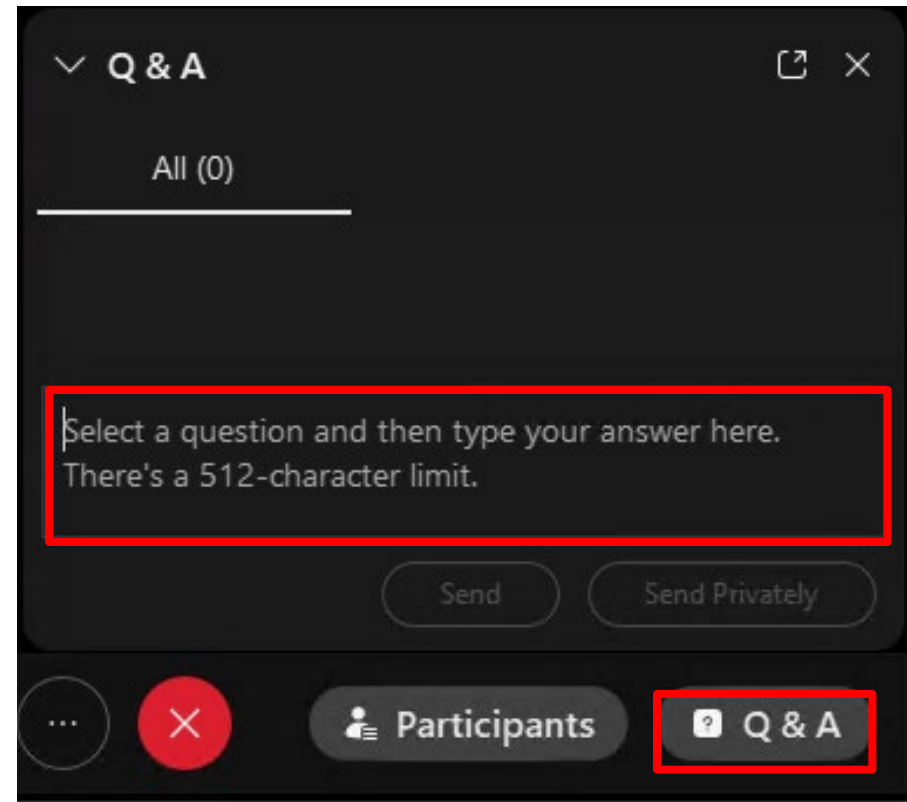 Q & A
All (0)
Select a question and then type your answer here.
There's a 512-character limit.
Send Send Privately
Participants Q & A